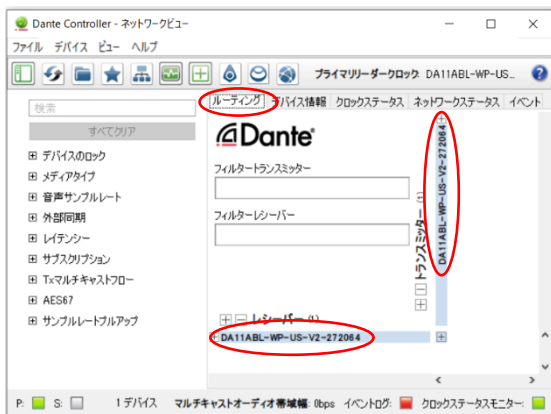 Dante Controller - ネットワークビュー
ファイル デバイス ビュー ヘルプ
プライマリリーダークロック: DA11ABL-WP-US-...
検索
すべてクリア
デバイスのロック
メディアタイプ
音声サンプルレート
外部同期
レイテンシー
サブスクリプション
Txマルチキャストフロー
AES67
サンプルレートプルアップ
ルーティング デバイス情報 クロックステータス ネットワークステータス イベント
Dante
フィルタートランスミッター
フィルターレシーバー
トランスミッター (1)
DA11ABL-WP-US-V2-272064
レシーバー (1)
DA11ABL-WP-US-V2-272064
P: S: 1 デバイス マルチキャストオーディオ帯域幅: 0bps イベントログ: クロックステータスモニター: